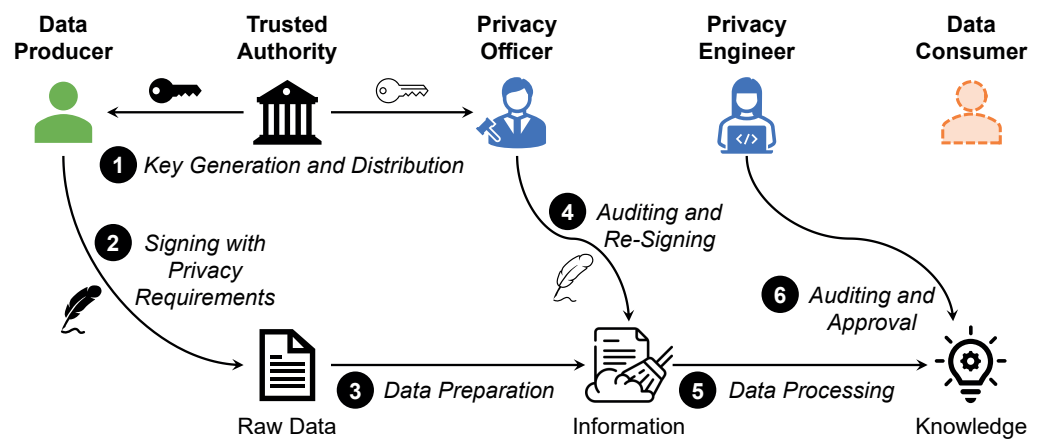 Data
Producer
Trusted
Authority
Privacy
Officer
Privacy
Engineer
Data
Consumer
1 Key Generation and Distribution
2 Signing with
Privacy
Requirements
4 Auditing and
Re-Signing
6 Auditing and
Approval
</>
3 Data Preparation
5 Data Processing
Raw Data
Information
Knowledge